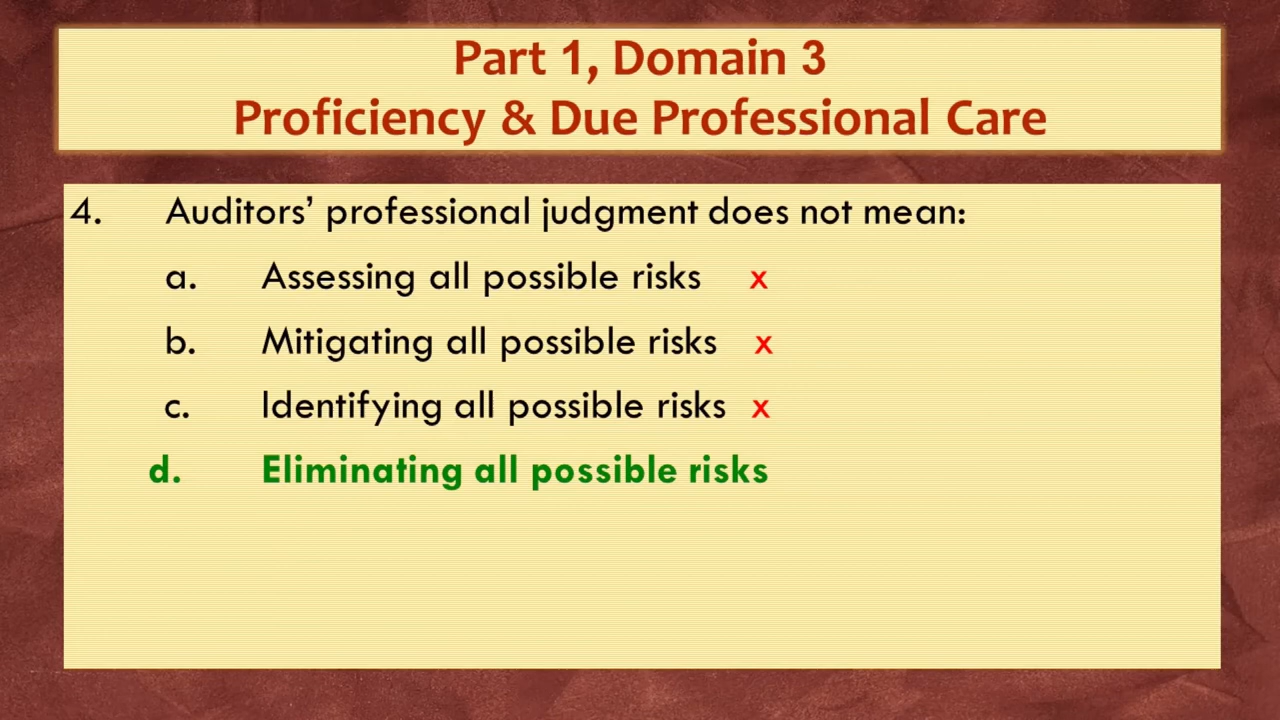 Part 1, Domain 3
Proficiency & Due Professional Care
4. Auditors’ professional judgment does not mean:
a. Assessing all possible risks x
b. Mitigating all possible risks x
c. Identifying all possible risks x
d. Eliminating all possible risks